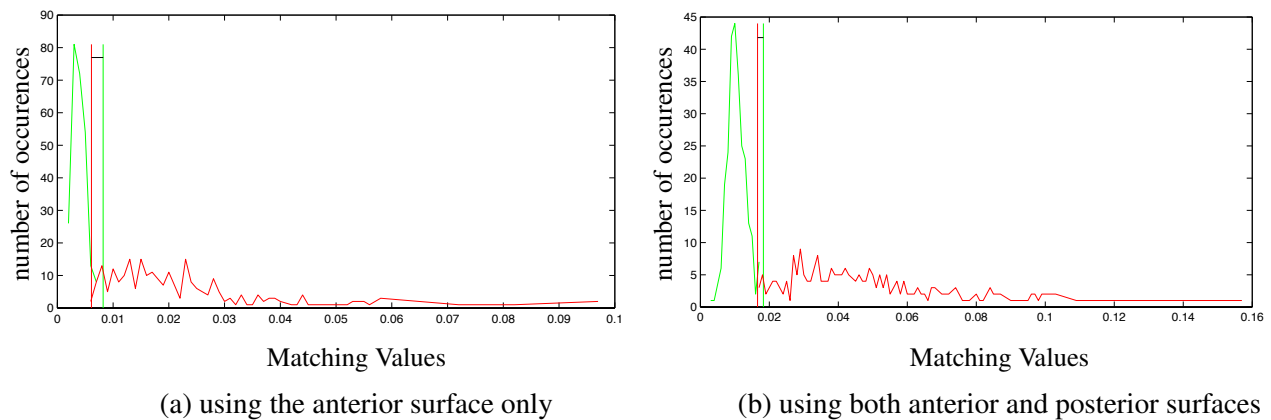 90
80
70
60
50
40
30
20
10
0
0 0.01 0.02 0.03 0.04 0.05 0.06 0.07 0.08 0.09 0.1
number of occurences
Matching Values
(a) using the anterior surface only
45
40
35
30
25
20
15
10
5
0
0 0.02 0.04 0.06 0.08 0.1 0.12 0.14 0.16
number of occurences
Matching Values
(b) using both anterior and posterior surfaces